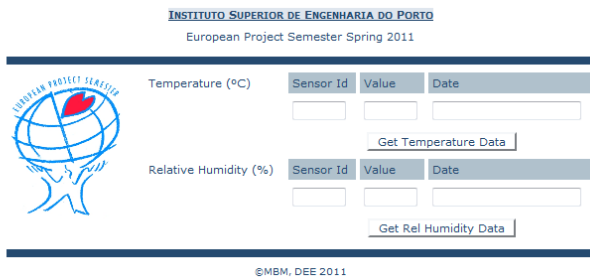 INSTITUTO SUPERIOR DE ENGENHARIA DO PORTO
European Project Semester Spring 2011
EUROPEAN PROJECT SEMESTER
Temperature (ºC) Sensor Id Value Date
Get Temperature Data
Relative Humidity (%) Sensor Id Value Date
Get Rel Humidity Data
©MBM, DEE 2011